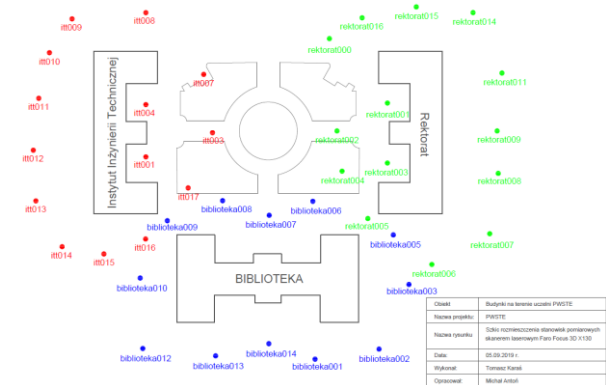 rektorat015
itt008
rektorat014
itt009
rektorat016
rektorat000
itt010
itt007
rektorat011
itt011
rektorat001
itt004
Instytut Inżynierii Technicznej
Rektorat
itt003
rektorat002
rektorat009
itt012
itt001
rektorat003
rektorat004
rektorat008
itt017
itt013
biblioteka008
biblioteka006
biblioteka007
biblioteka009
rektorat005
biblioteka005
rektorat007
itt016
itt014
itt015
rektorat006
BIBLIOTEKA
biblioteka010
biblioteka003
biblioteka012
biblioteka014
biblioteka002
biblioteka013
biblioteka001
Obiekt Budynki na terenie uczelni PWSTE
Nazwa projektu: PWSTE
Nazwa rysunku Szkic rozmieszczenia stanowisk pomiarowych
skanerem laserowym Faro Focus 3D X130
Data: 05.09.2019 r.
Wykonał: Tomasz Karaś
Opracował: Michał Antoń